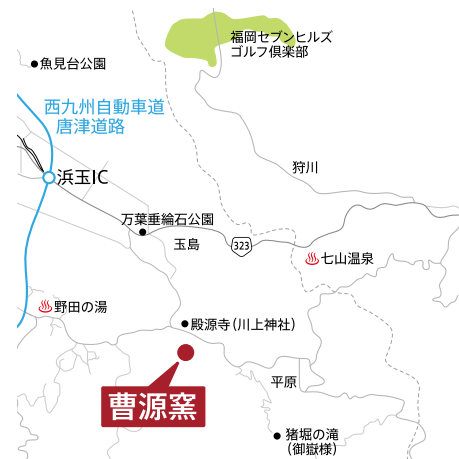 福岡セブンヒルズ
ゴルフ倶楽部
魚見台公園
西九州自動車道
唐津道路
狩川
浜玉IC
万葉垂綸石公園
玉島
323
七山温泉
野田の湯
殿源寺(川上神社)
平原
曹源窯
猪堀の滝
(御嶽様)